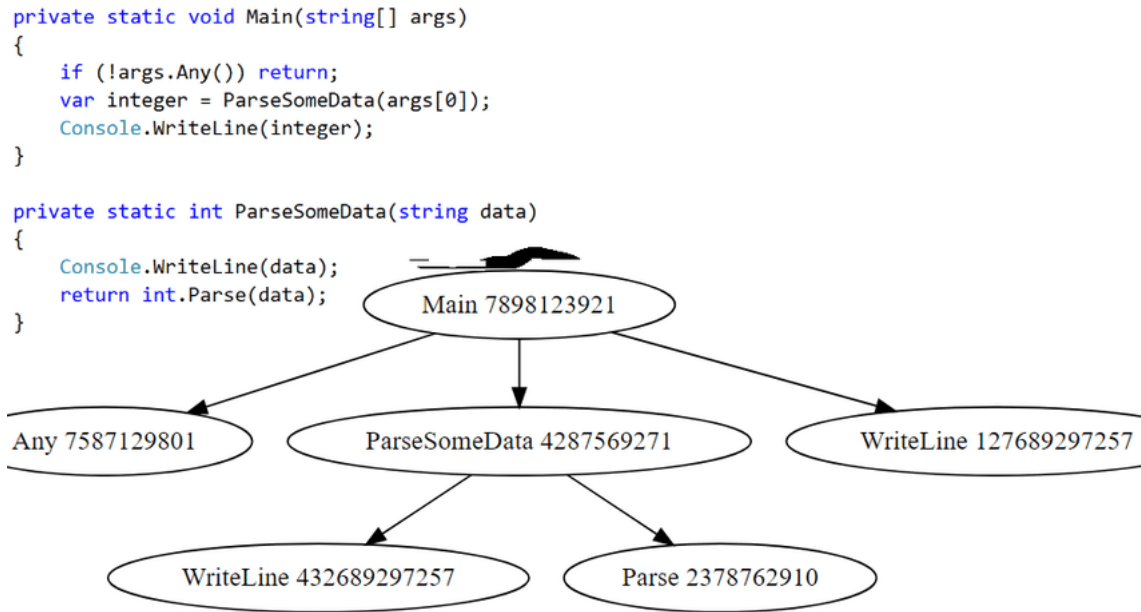 private static void Main(string[] args)
{
if (!args.Any()) return;
var integer = ParseSomeData(args[0]);
Console.WriteLine(integer);
}
private static int ParseSomeData(string data)
{
Console.WriteLine(data);
return int.Parse(data);
}
Main 7898123921
Any 7587129801
ParseSomeData 4287569271
WriteLine 127689297257
WriteLine 432689297257
Parse 2378762910